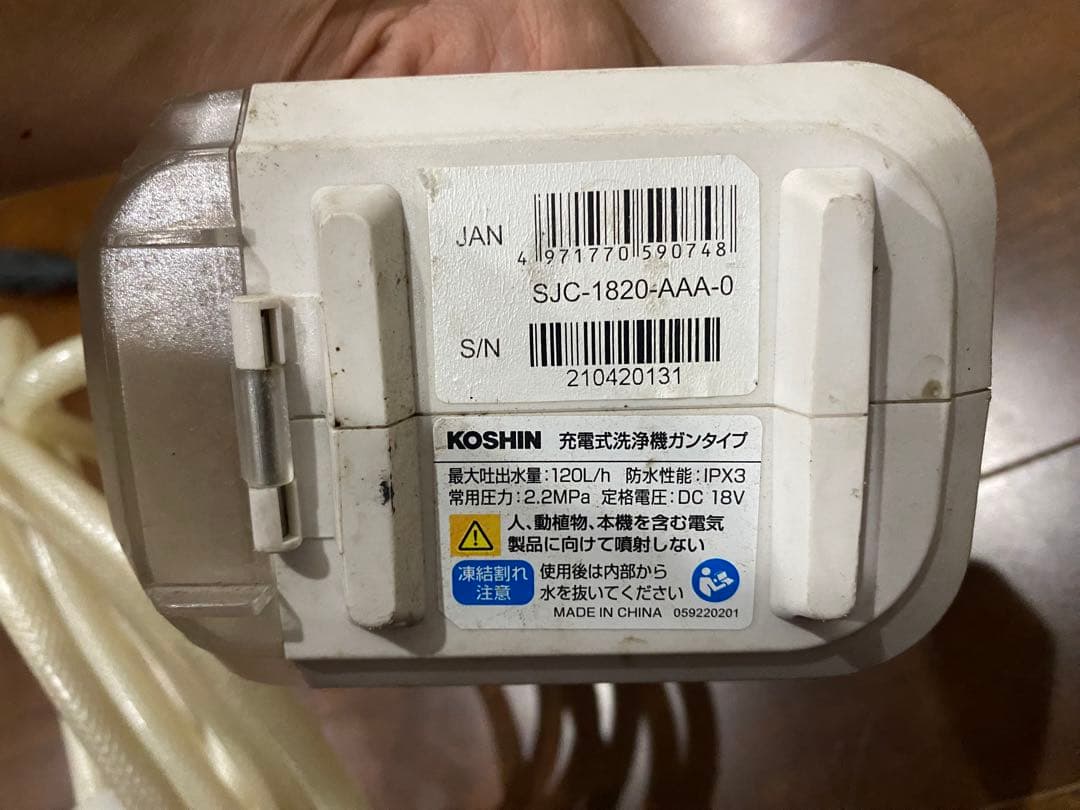 JAN
4 971770 590748
SJC-1820-AAA-0
S/N
210420131
KOSHIN 充電式洗浄機ガンタイプ
最大吐出水量:120L/h 防水性能:IPX3
常用圧力:2.2MPa 定格電圧:DC 18V
人、動植物、本機を含む電気
製品に向けて噴射しない
凍結割れ
注意
使用後は内部から
水を抜いてください
MADE IN CHINA 059220201